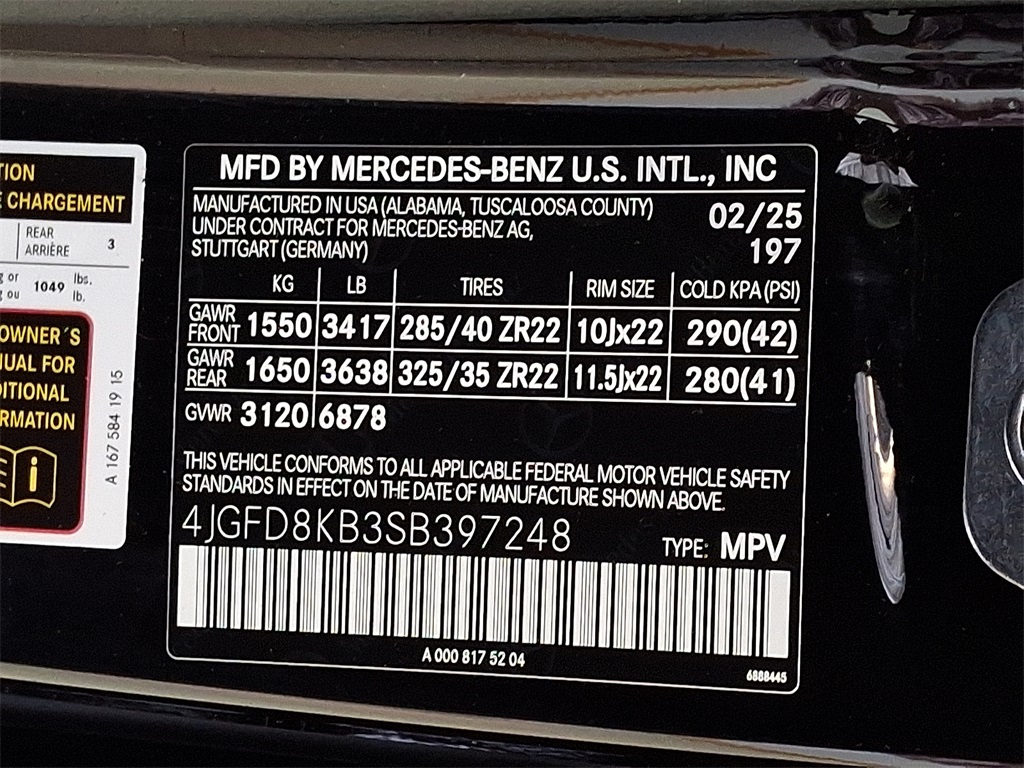 TION
E CHARGEMENT
REAR
ARRIÈRE
3
g or
g ou
1049
lbs.
lb.
OWNER´S
UAL FOR
DITIONAL
RMATION
i
A 167 584 19 15
MFD BY MERCEDES-BENZ U.S. INTL., INC
MANUFACTURED IN USA (ALABAMA, TUSCALOOSA COUNTY)
UNDER CONTRACT FOR MERCEDES-BENZ AG,
STUTTGART (GERMANY)
02/25
197
KG LB TIRES RIM SIZE COLD KPA (PSI)
GAWR FRONT 1550 3417 285/40 ZR22 10Jx22 290(42)
GAWR REAR 1650 3638 325/35 ZR22 11.5Jx22 280(41)
GVWR 3120 6878
THIS VEHICLE CONFORMS TO ALL APPLICABLE FEDERAL MOTOR VEHICLE SAFETY
STANDARDS IN EFFECT ON THE DATE OF MANUFACTURE SHOWN ABOVE.
4JGFD8KB3SB397248
TYPE: MPV
A 000 817 52 04
6888445